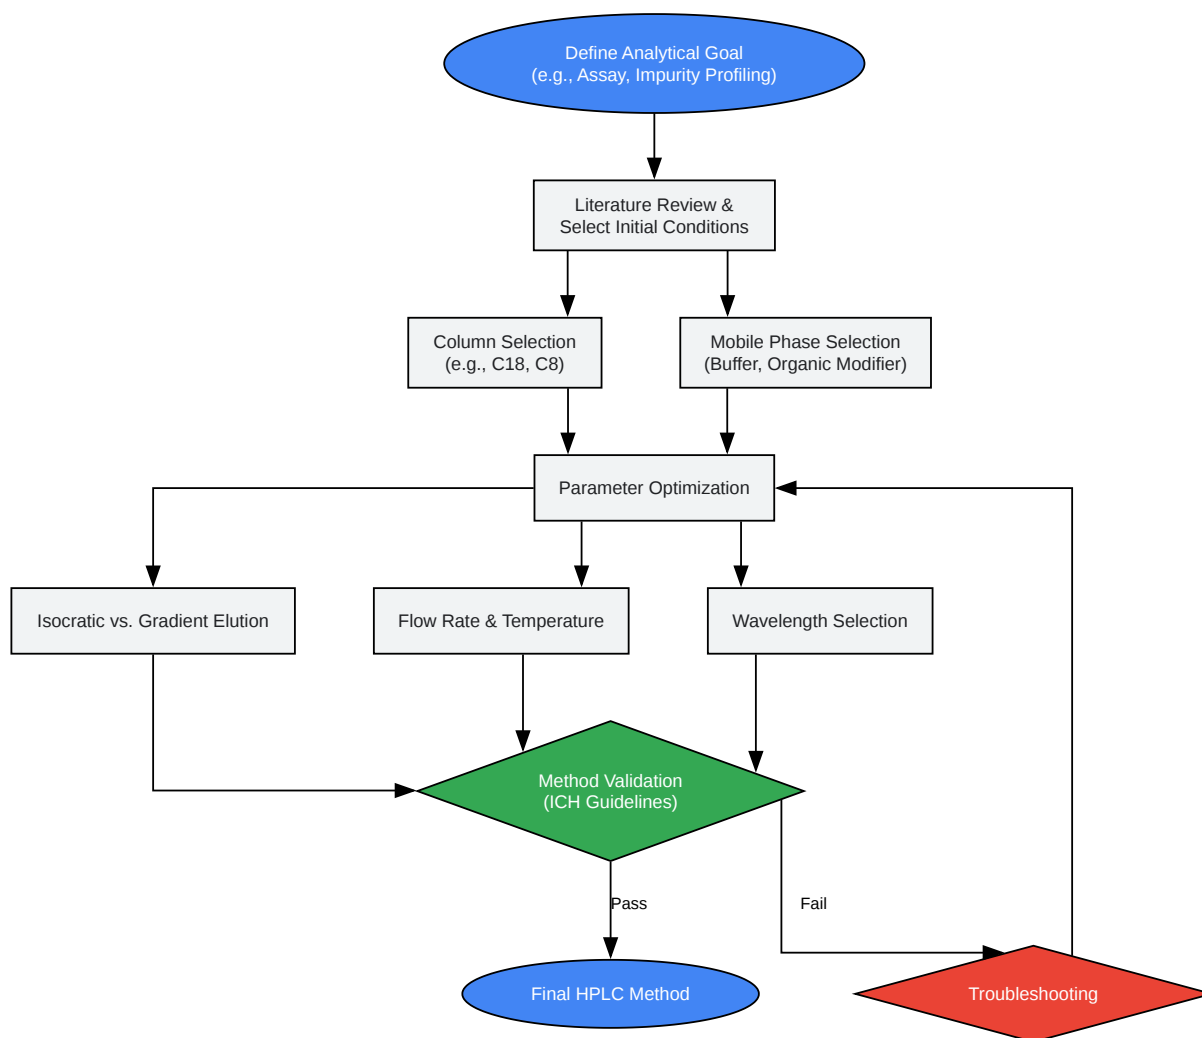 Define Analytical Goal
(e.g., Assay, Impurity Profiling)
Literature Review &
Select Initial Conditions
Column Selection
(e.g., C18, C8)
Mobile Phase Selection
(Buffer, Organic Modifier)
Parameter Optimization
Isocratic vs. Gradient Elution
Flow Rate & Temperature
Wavelength Selection
Method Validation
(ICH Guidelines)
Pass
Fail
Final HPLC Method
Troubleshooting